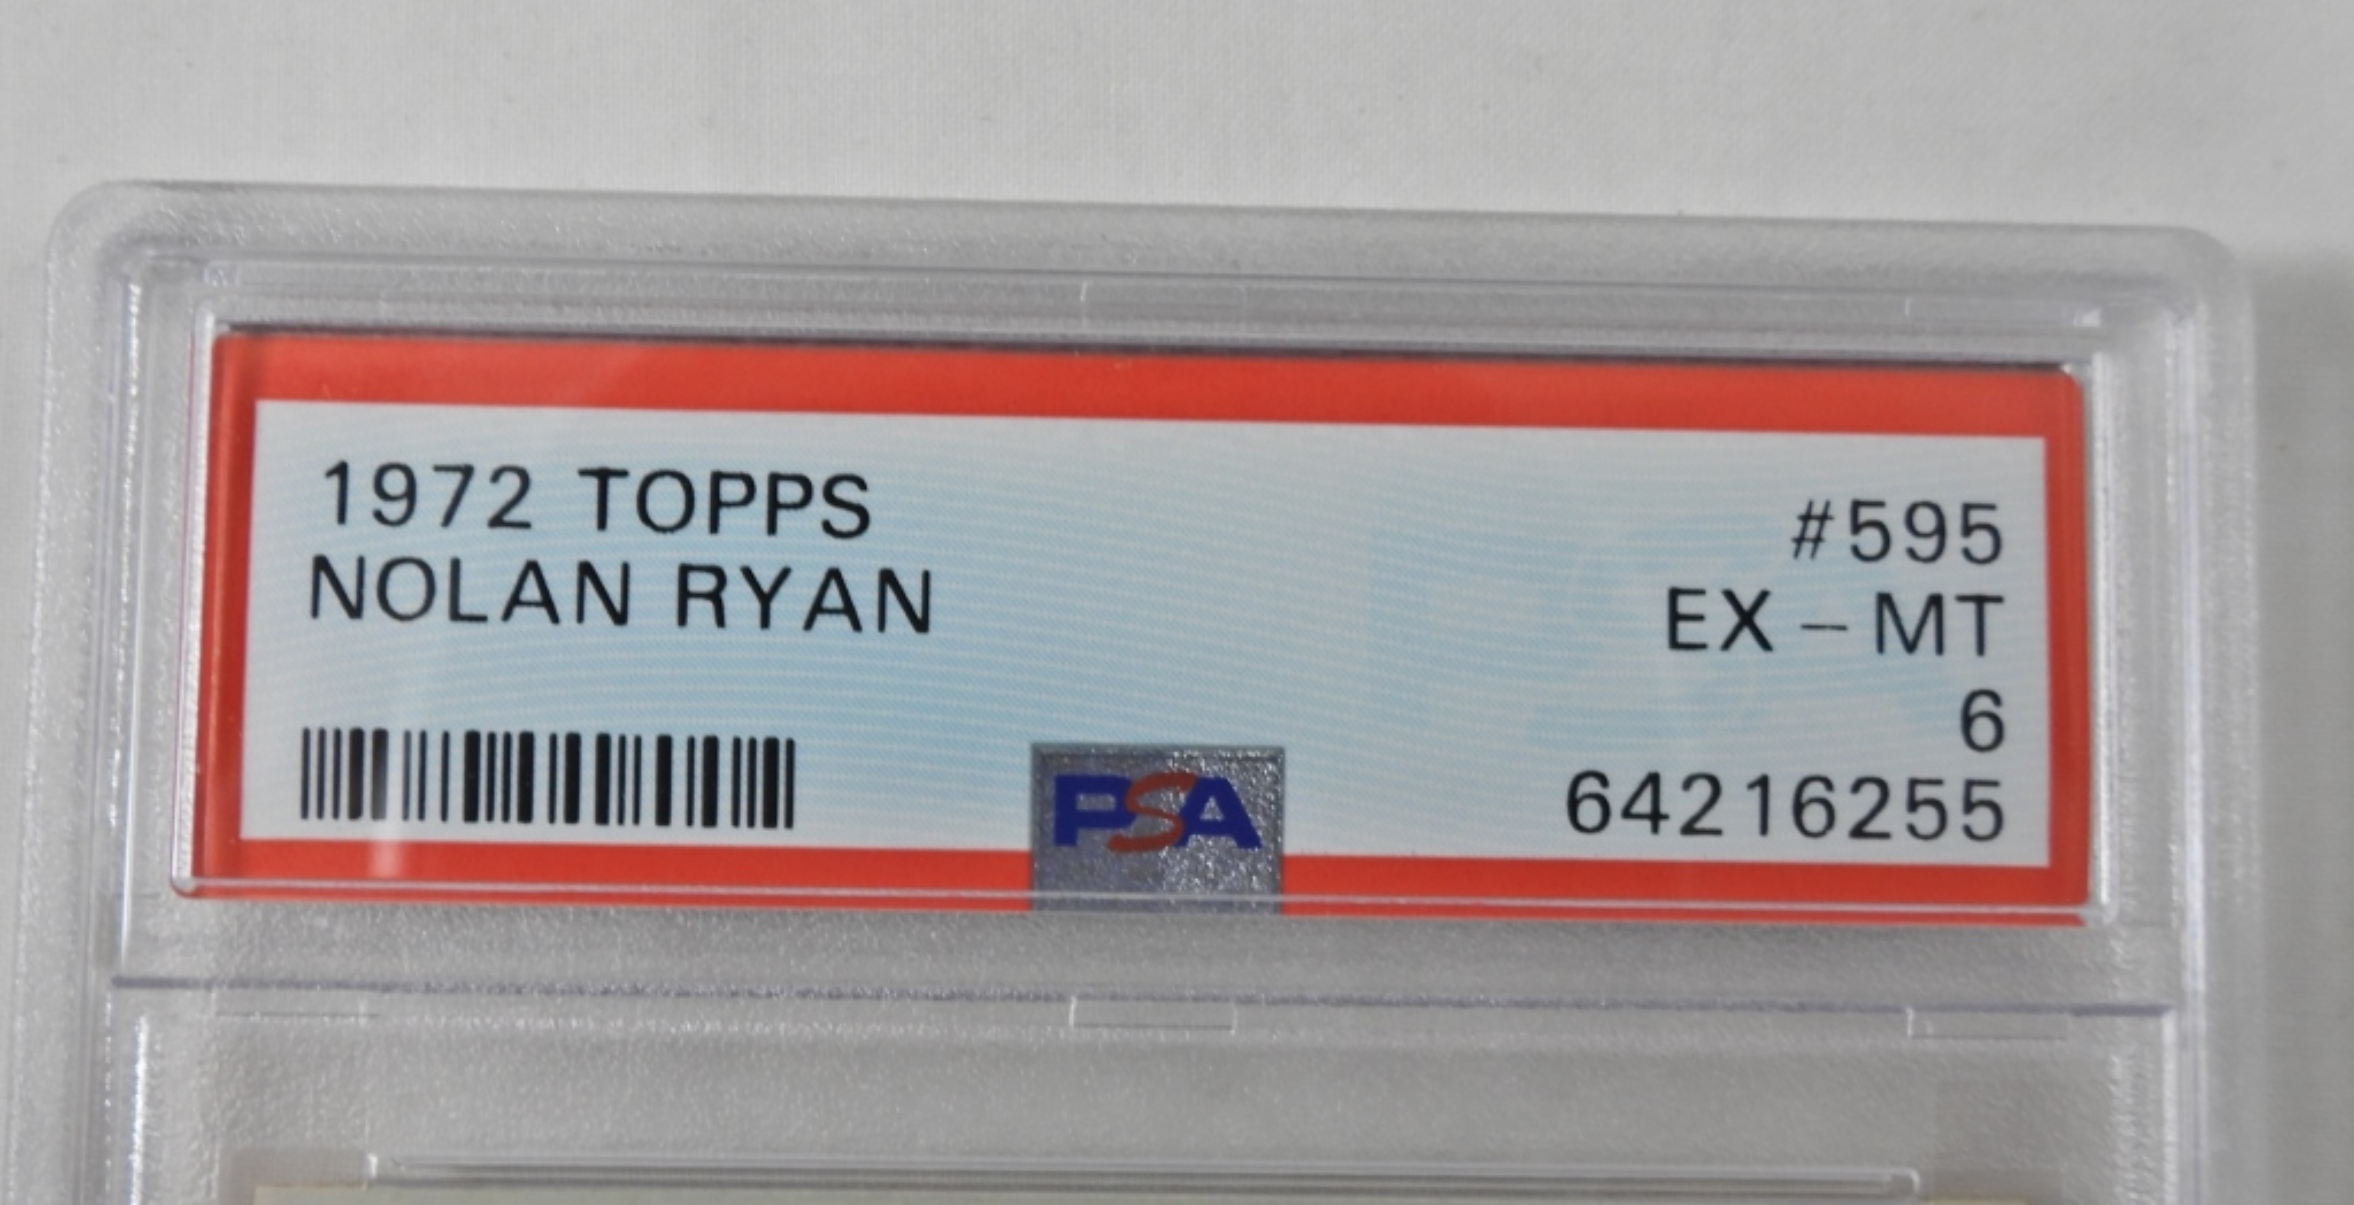 1972 TOPPS
NOLAN RYAN
#595
EX - MT
6
64216255
PSA